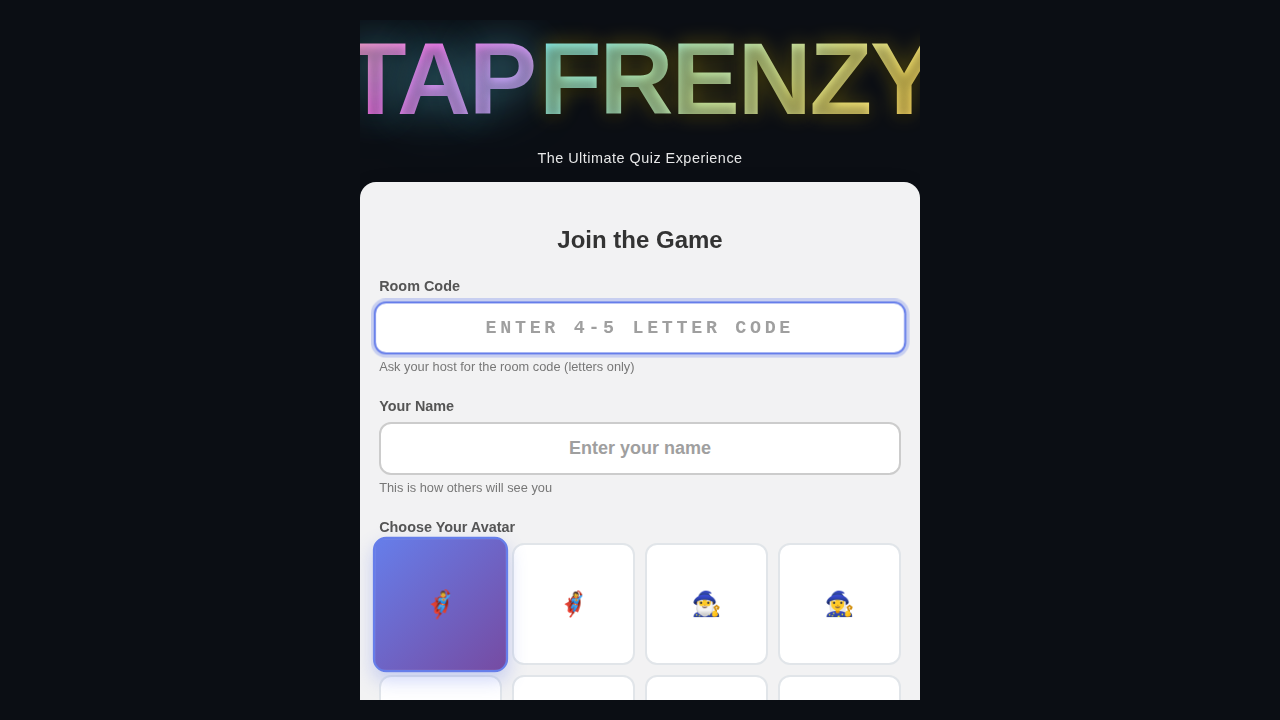 TAPFRENZY
The Ultimate Quiz Experience
Join the Game
Room Code
ENTER 4-5 LETTER CODE
Ask your host for the room code (letters only)
Your Name
Enter your name
This is how others will see you
Choose Your Avatar